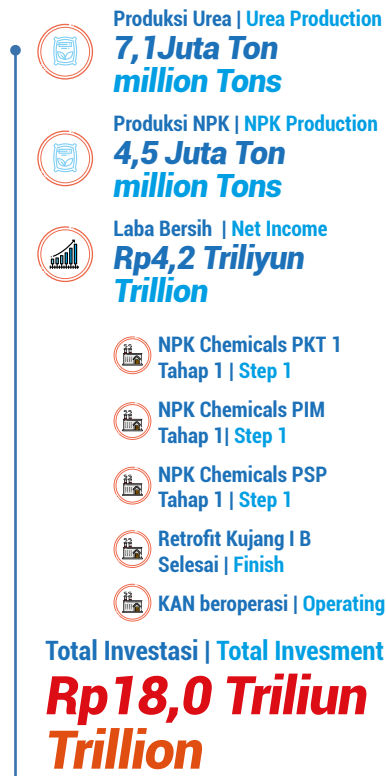 Produksi Urea | Urea Production
7,1Juta Ton
million Tons
Produksi NPK | NPK Production
4,5 Juta Ton
million Tons
Laba Bersih | Net Income
Rp4,2 Triliyun
Trillion
NPK Chemicals PKT 1
Tahap 1 | Step 1
NPK Chemicals PIM
Tahap 1| Step 1
NPK Chemicals PSP
Tahap 1 | Step 1
Retrofit Kujang I B
Selesai | Finish
KAN beroperasi | Operating
Total Investasi | Total Invesment
Rp18,0 Triliun
Trillion